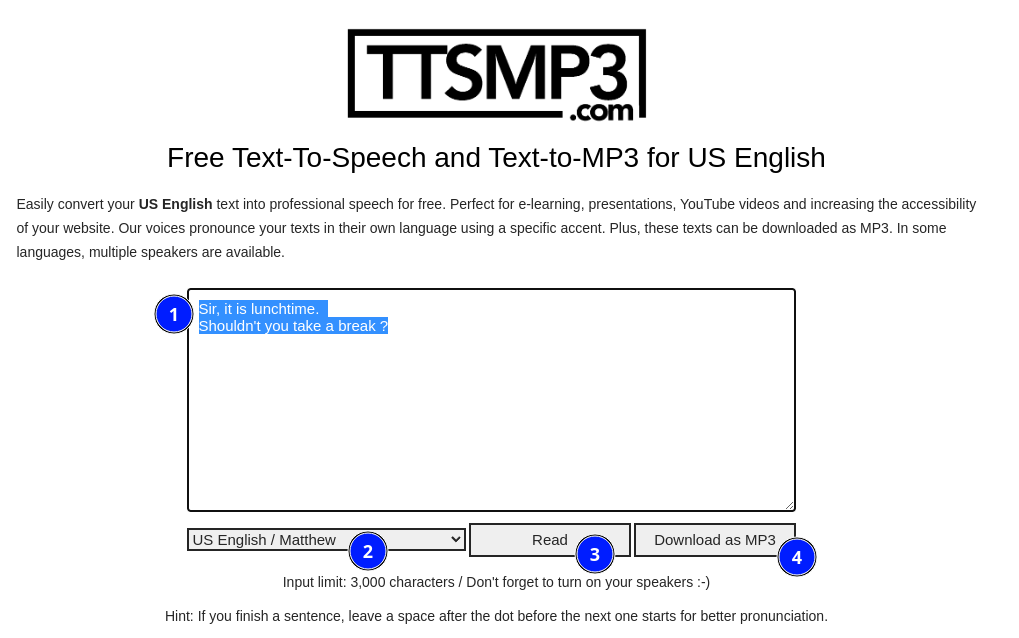 TTSMP3
.com
Free Text-To-Speech and Text-to-MP3 for US English
Easily convert your US English text into professional speech for free. Perfect for e-learning, presentations, YouTube videos and increasing the accessibility
of your website. Our voices pronounce your texts in their own language using a specific accent. Plus, these texts can be downloaded as MP3. In some
languages, multiple speakers are available.
1
Sir, it is lunchtime.
Shouldn't you take a break ?
US English / Matthew
2
Read
3
Download as MP3
4
Input limit: 3,000 characters / Don't forget to turn on your speakers :-)
Hint: If you finish a sentence, leave a space after the dot before the next one starts for better pronunciation.